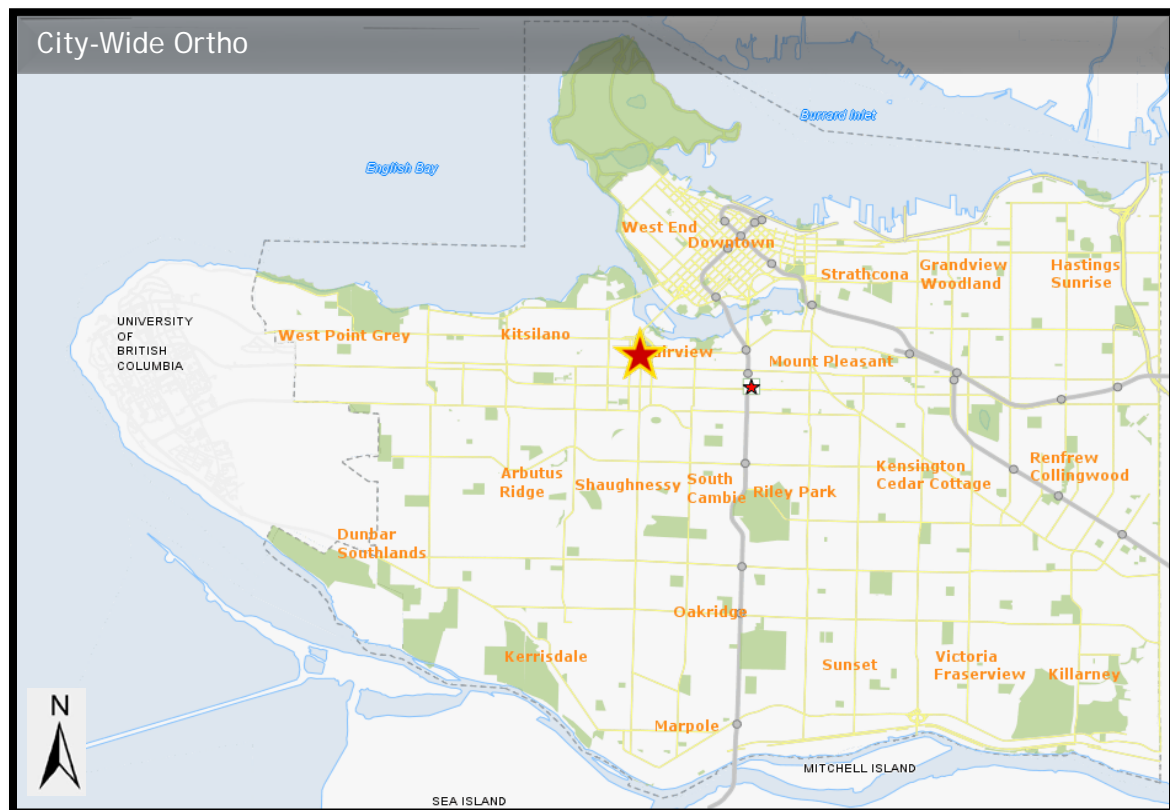 City-Wide Ortho
Burrard Inlet
English Bay
West End
Downtown
Strathcona
Grandview
Woodland
Hastings
Sunrise
UNIVERSITY
OF
BRITISH
COLUMBIA
West Point Grey
Kitsilano
irview
Mount Pleasant
Arbutus
Ridge
Shaughnessy
South
Cambie
Riley Park
Kensington
Cedar Cottage
Renfrew
Collingwood
Dunbar
Southlands
Oakridge
Kerrisdale
Sunset
Victoria
Fraserview
Killarney
N
Marpole
MITCHELL ISLAND
SEA ISLAND